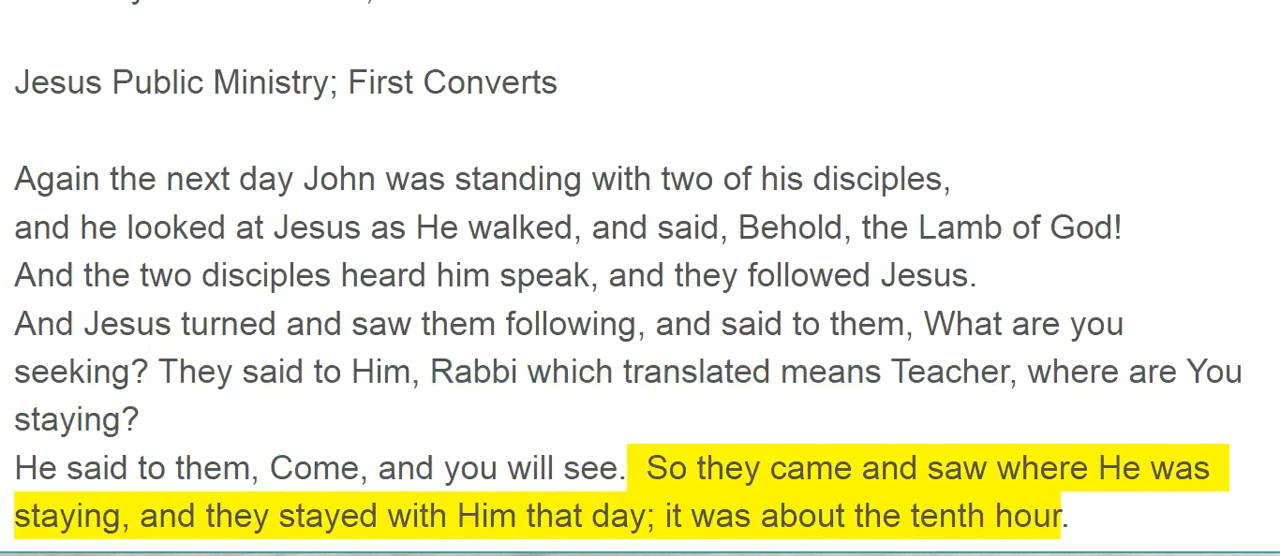 Jesus Public Ministry; First Converts
Again the next day John was standing with two of his disciples,
and he looked at Jesus as He walked, and said, Behold, the Lamb of God!
And the two disciples heard him speak, and they followed Jesus.
And Jesus turned and saw them following, and said to them, What are you
seeking? They said to Him, Rabbi which translated means Teacher, where are You
staying?
He said to them, Come, and you will see.  So they came and saw where He was
staying, and they stayed with Him that day; it was about the tenth hour.